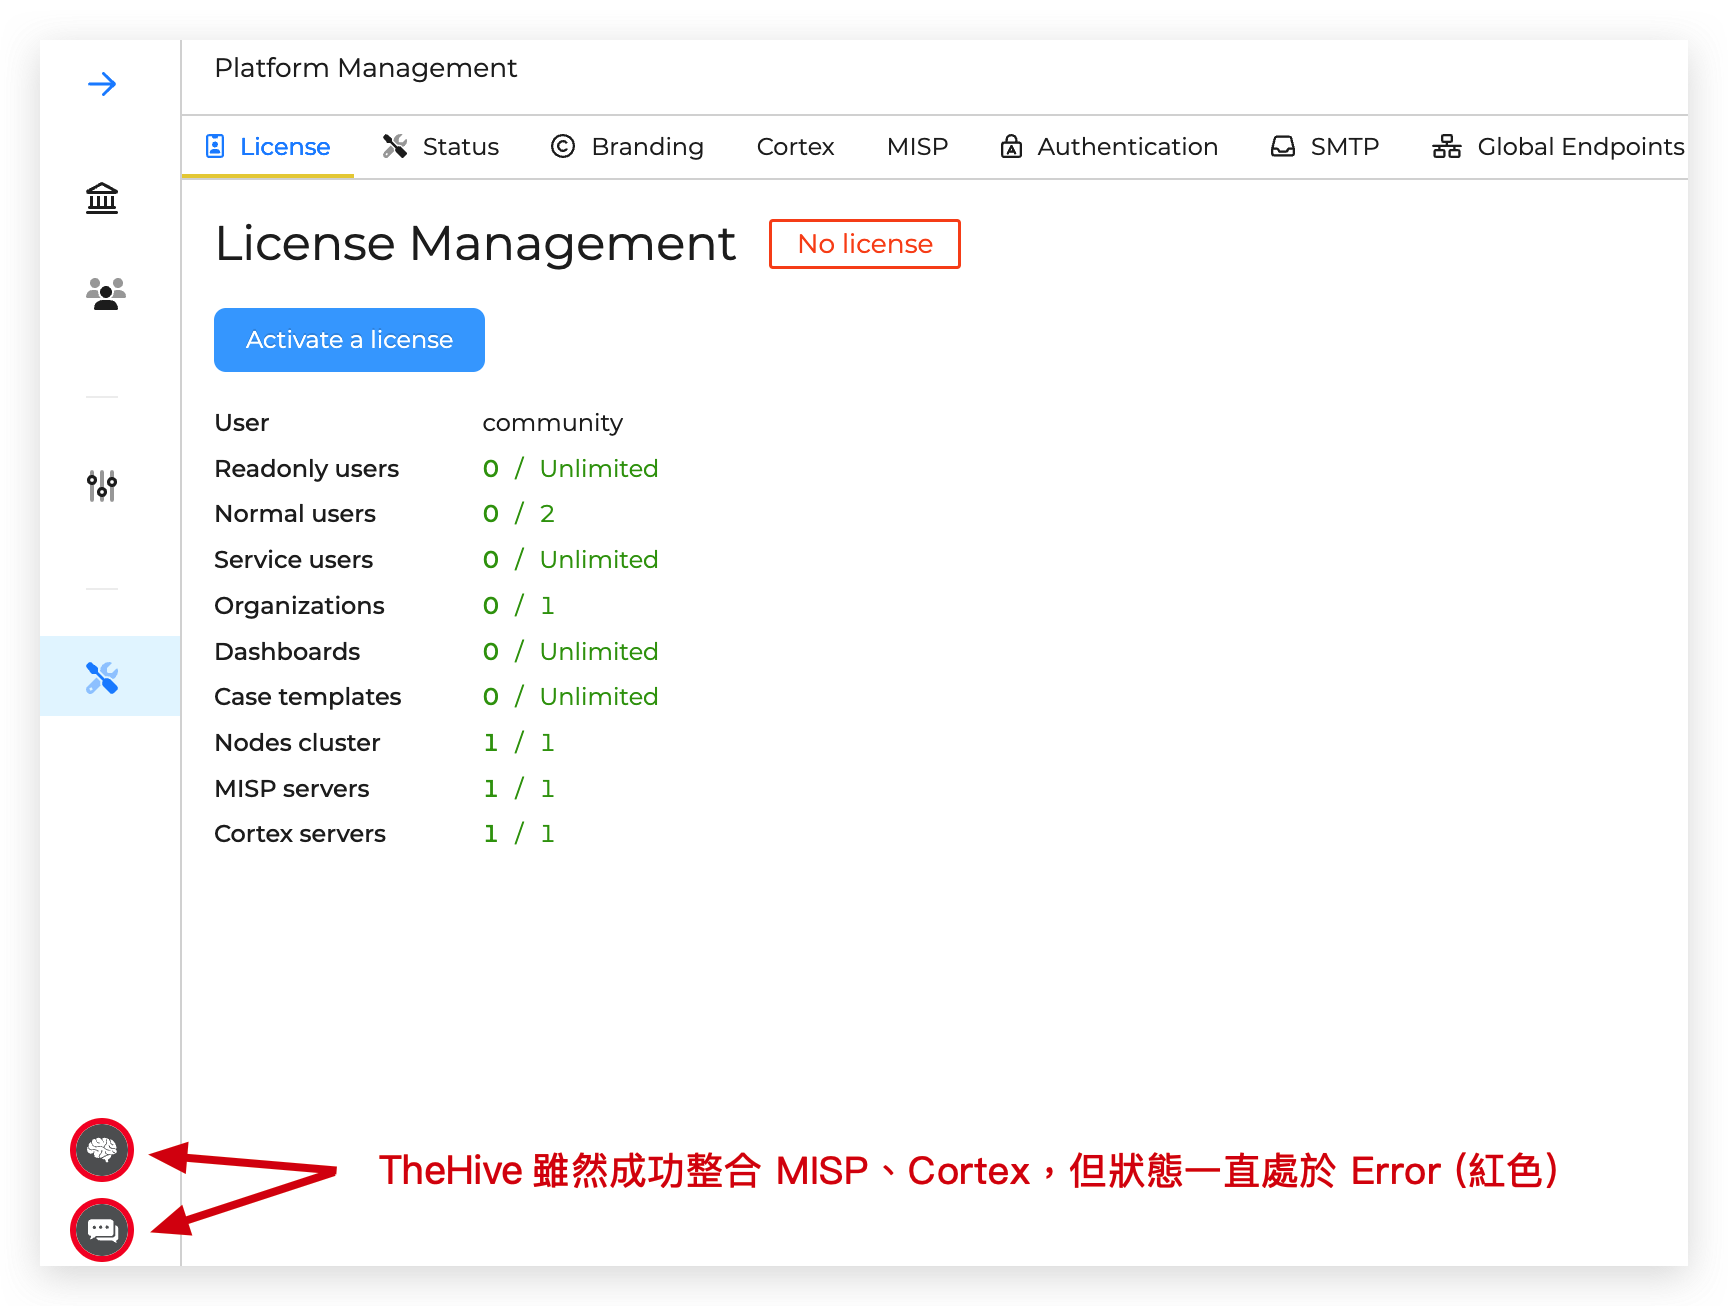 Platform Management
License Status Branding Cortex MISP Authentication SMTP Global Endpoints
License Management No license
Activate a license
User community
Readonly users 0 / Unlimited
Normal users 0 / 2
Service users 0 / Unlimited
Organizations 0 / 1
Dashboards 0 / Unlimited
Case templates 0 / Unlimited
Nodes cluster 1 / 1
MISP servers 1 / 1
Cortex servers 1 / 1
TheHive 雖然成功整合 MISP、Cortex，但狀態一直處於 Error (紅色)